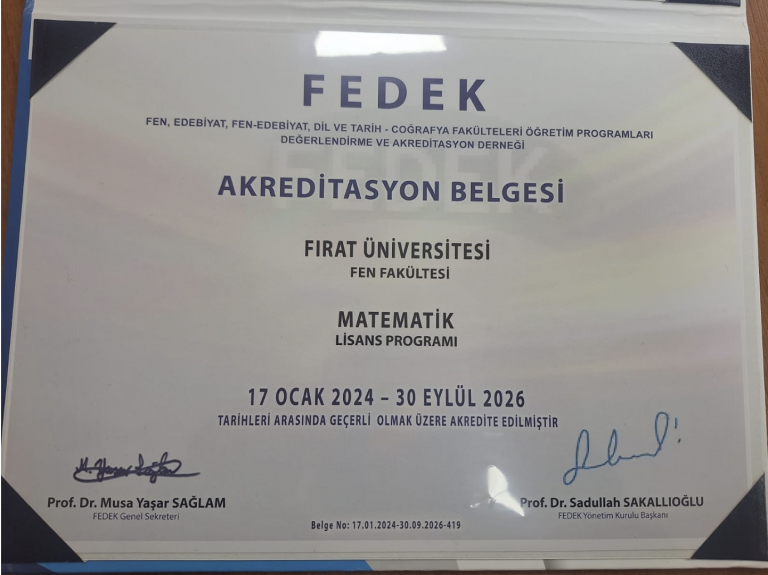 FEDEK
FEN, EDEBİYAT, FEN-EDEBİYAT, DİL VE TARİH - COĞRAFYA FAKÜLTELERİ ÖĞRETİM PROGRAMLARI
DEĞERLENDİRME VE AKREDİTASYON DERNEĞİ
AKREDİTASYON BELGESİ
FIRAT ÜNİVERSİTESİ
FEN FAKÜLTESİ
MATEMATİK
LİSANS PROGRAMI
17 OCAK 2024 – 30 EYLÜL 2026
TARİHLERİ ARASINDA GEÇERLİ OLMAK ÜZERE AKREDİTE EDİLMİŞTİR
Prof. Dr. Musa Yaşar SAĞLAM
FEDEK Genel Sekreteri
Prof. Dr. Sadullah SAKALLIOĞLU
FEDEK Yönetim Kurulu Başkanı
Belge No: 17.01.2024-30.09.2026-419